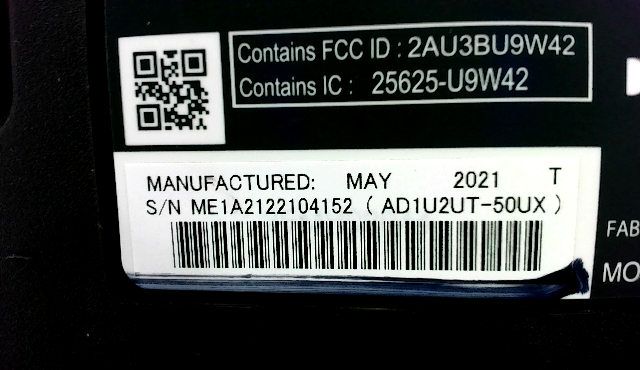 Contains FCC ID : 2AU3BU9W42
Contains IC : 25625-U9W42
MANUFACTURED: MAY 2021 T
S/N ME1A2122104152 ( AD1U2UT-50UX )
FAB
MO